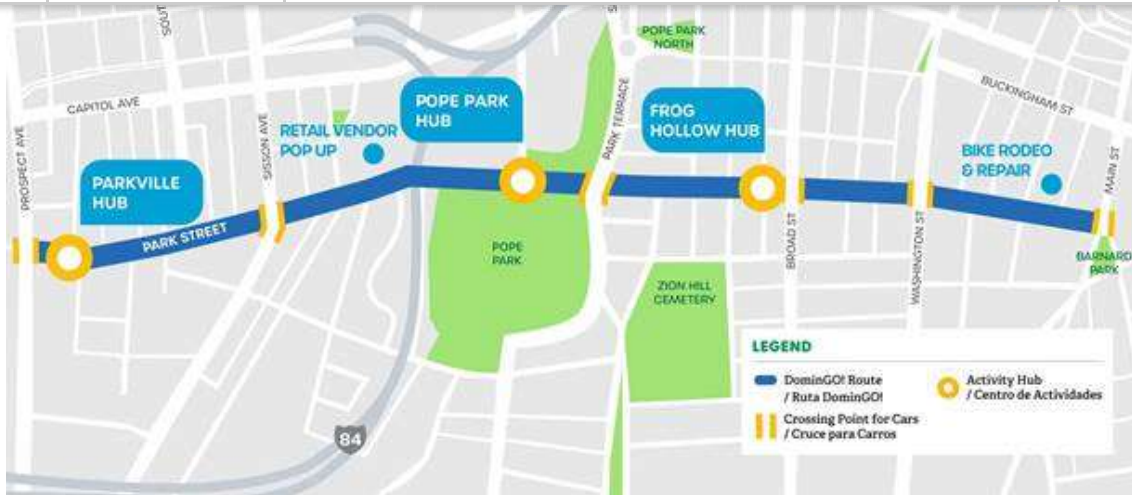 POPE PARK
NORTH
CAPITOL AVE
BUCKINGHAM ST
PROSPECT AVE
SISSON AVE
RETAIL VENDOR
POP UP
POPE PARK
HUB
PARK TERRACE
FROG
HOLLOW HUB
BIKE RODEO
& REPAIR
MAIN ST
PARKVILLE
HUB
PARK STREET
POPE
PARK
BROAD ST
WASHINGTON ST
BARNARD
PARK
ZION HILL
CEMETERY
84
LEGEND
DominGO! Route
/ Ruta DominGO!
Crossing Point for Cars
/ Cruce para Carros
Activity Hub
/ Centro de Actividades